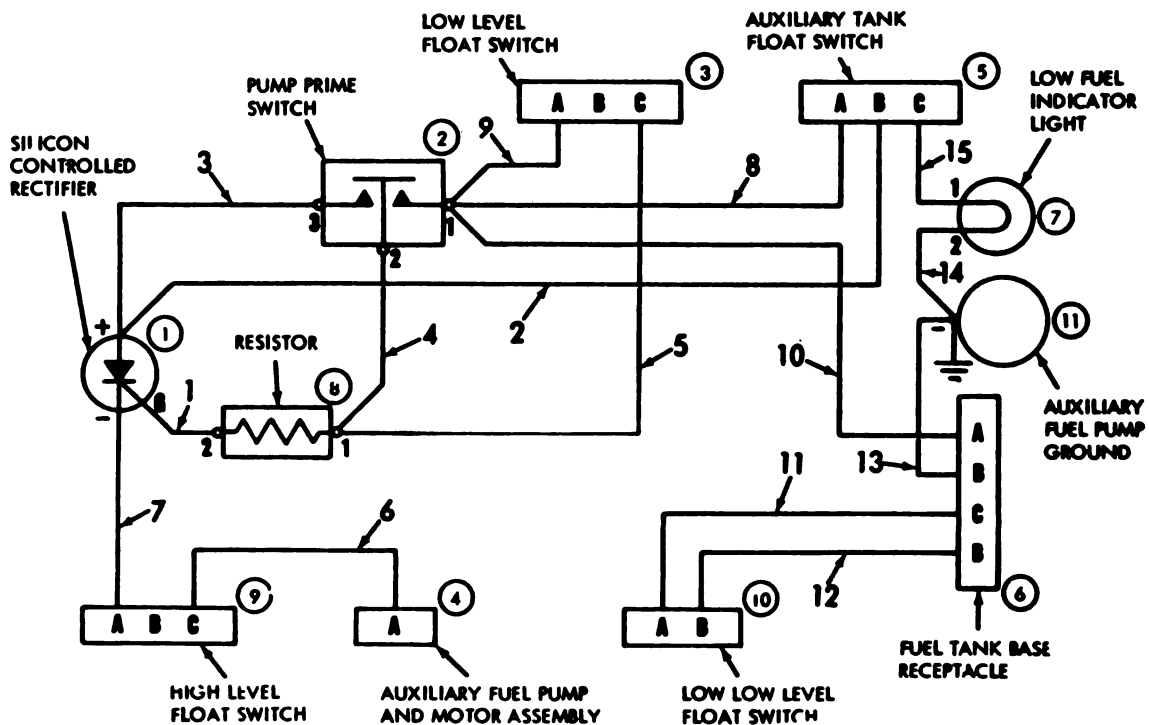 LOW LEVEL
FLOAT SWITCH
3
A B C
AUXILIARY TANK
FLOAT SWITCH
5
A B C
LOW FUEL
INDICATOR
LIGHT
PUMP PRIME
SWITCH
2
SILICON
CONTROLLED
RECTIFIER
3
9
8
15
1
7
2
3
1
2
14
2
4
5
10
+
1
RESISTOR
8
-
11
G
1
-
2
1
AUXILIARY
FUEL PUMP
GROUND
A
13
B
11
C
12
B
6
7
6
9
A B C
4
A
10
A B
FUEL TANK BASE
RECEPTACLE
HIGH LEVEL
FLOAT SWITCH
AUXILIARY FUEL PUMP
AND MOTOR ASSEMBLY
LOW LOW LEVEL
FLOAT SWITCH